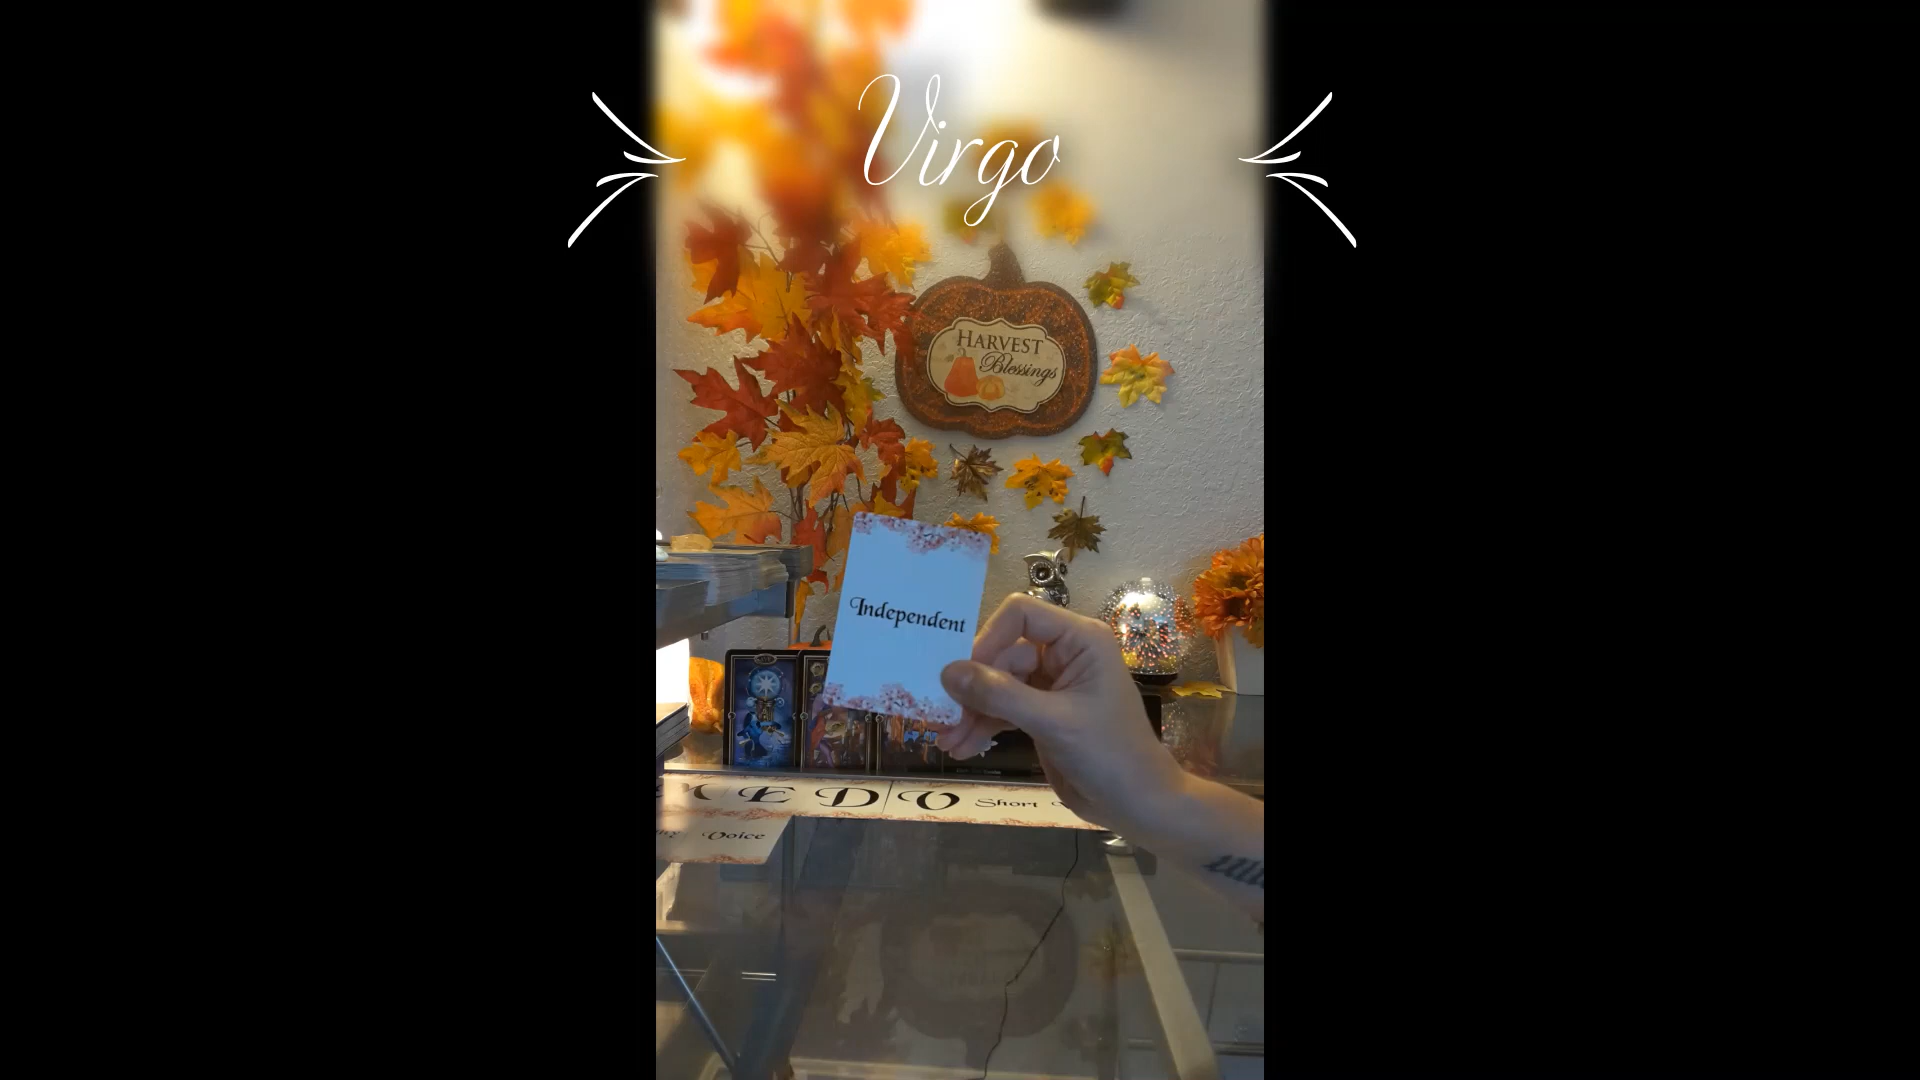 Virgo
HARVEST
Blessings
Independent
E D V Short
Voice